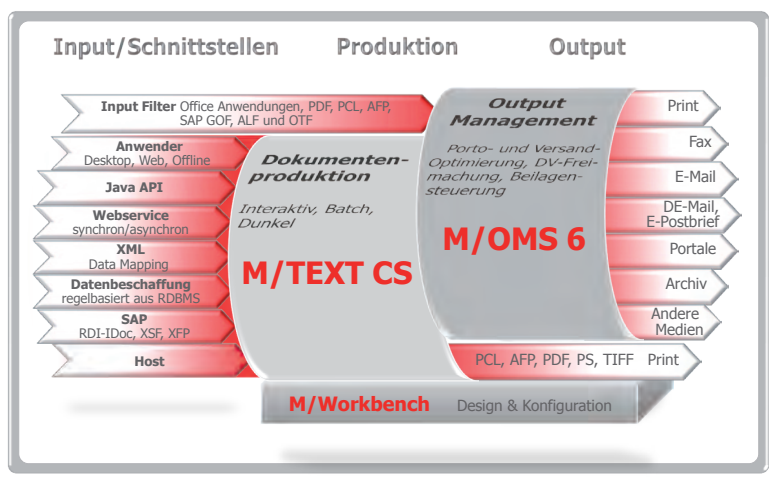 Input/Schnittstellen
Produktion
Output
Input Filter Office Anwendungen, PDF, PCL, AFP,
SAP GOF, ALF und OTF
Anwender
Desktop, Web, Offline
Java API
Webservice
synchron/asynchron
XML
Data Mapping
Datenbeschaffung
regelbasiert aus RDBMS
SAP
RDI-IDoc, XSF, XFP
Host
Dokumenten-
produktion
Interaktiv, Batch,
Dunkel
M/TEXT CS
Output
Management
Porto- und Versand-
Optimierung, DV-Frei-
machung, Beilagen-
steuerung
M/OMS 6
Print
Fax
E-Mail
DE-Mail,
E-Postbrief
Portale
Archiv
Andere
Medien
PCL, AFP, PDF, PS, TIFF Print
M/Workbench Design & Konfiguration